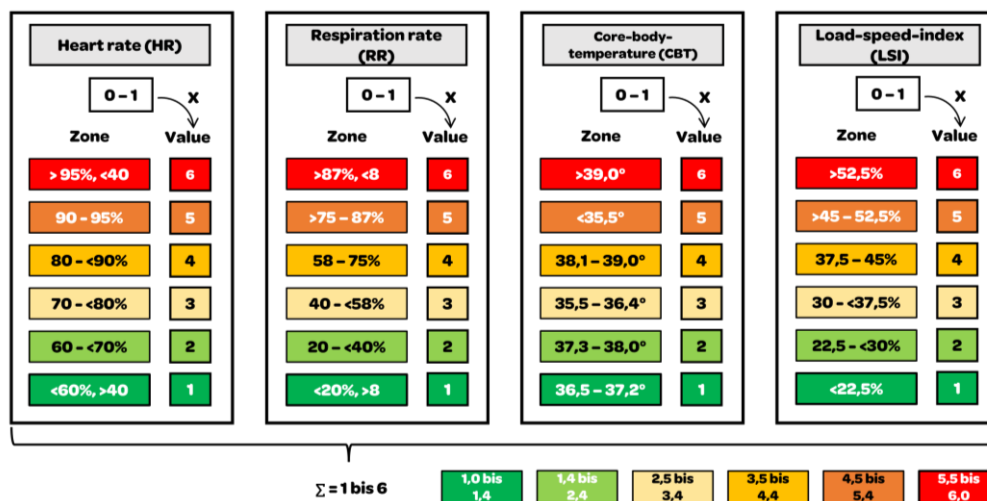 Heart rate (HR)
0 – 1
X
Zone
Value
> 95%, <40
6
90 – 95%
5
80 – <90%
4
70 – <80%
3
60 – <70%
2
<60%, >40
1
Respiration rate
(RR)
0 – 1
X
Zone
Value
>87%, <8
6
>75 – 87%
5
58 – 75%
4
40 – <58%
3
20 – <40%
2
<20%, >8
1
Core-body-
temperature (CBT)
0 – 1
X
Zone
Value
>39,0°
6
<35,5°
5
38,1 – 39,0°
4
35,5 – 36,4°
3
37,3 – 38,0°
2
36,5 – 37,2°
1
Load-speed-index
(LSI)
0 – 1
X
Zone
Value
>52,5%
6
>45 – 52,5%
5
37,5 – 45%
4
30 – <37,5%
3
22,5 – <30%
2
<22,5%
1
∑ = 1 bis 6
1,0 bis
1,4
1,4 bis
2,4
2,5 bis
3,4
3,5 bis
4,4
4,5 bis
5,4
5,5 bis
6,0